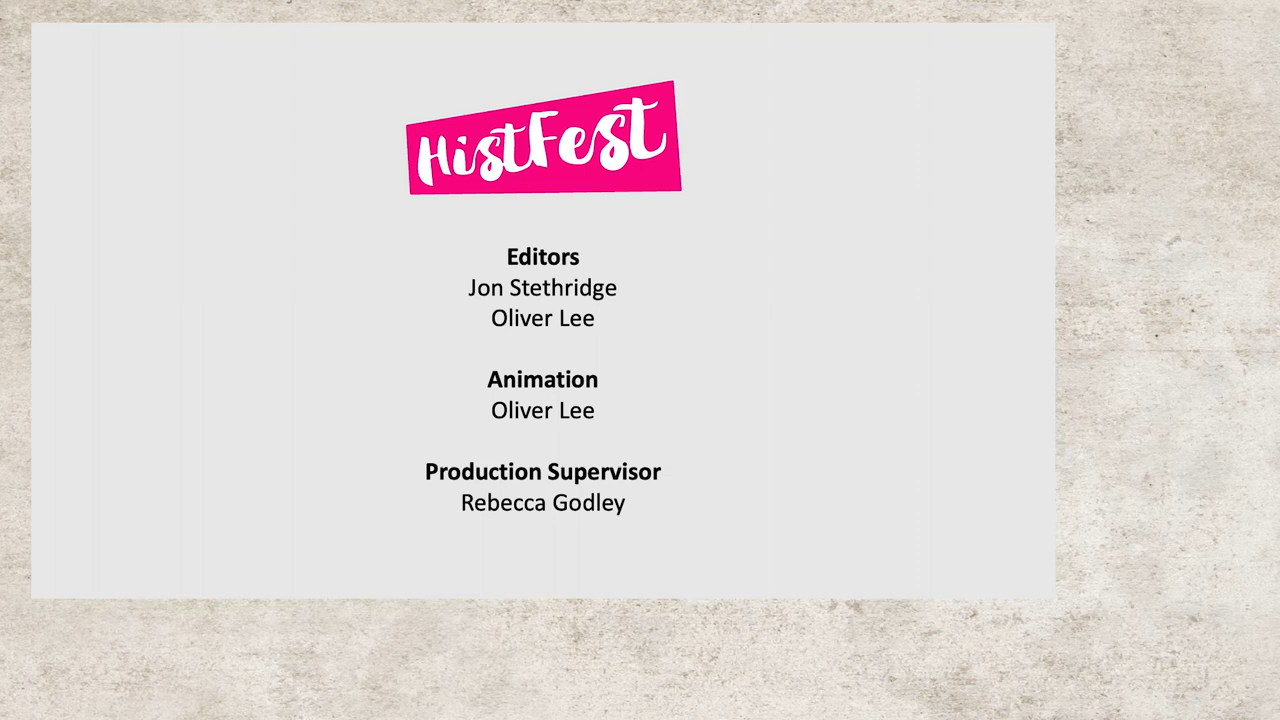 HistFest
Editors
Jon Stethridge
Oliver Lee
Animation
Oliver Lee
Production Supervisor
Rebecca Godley